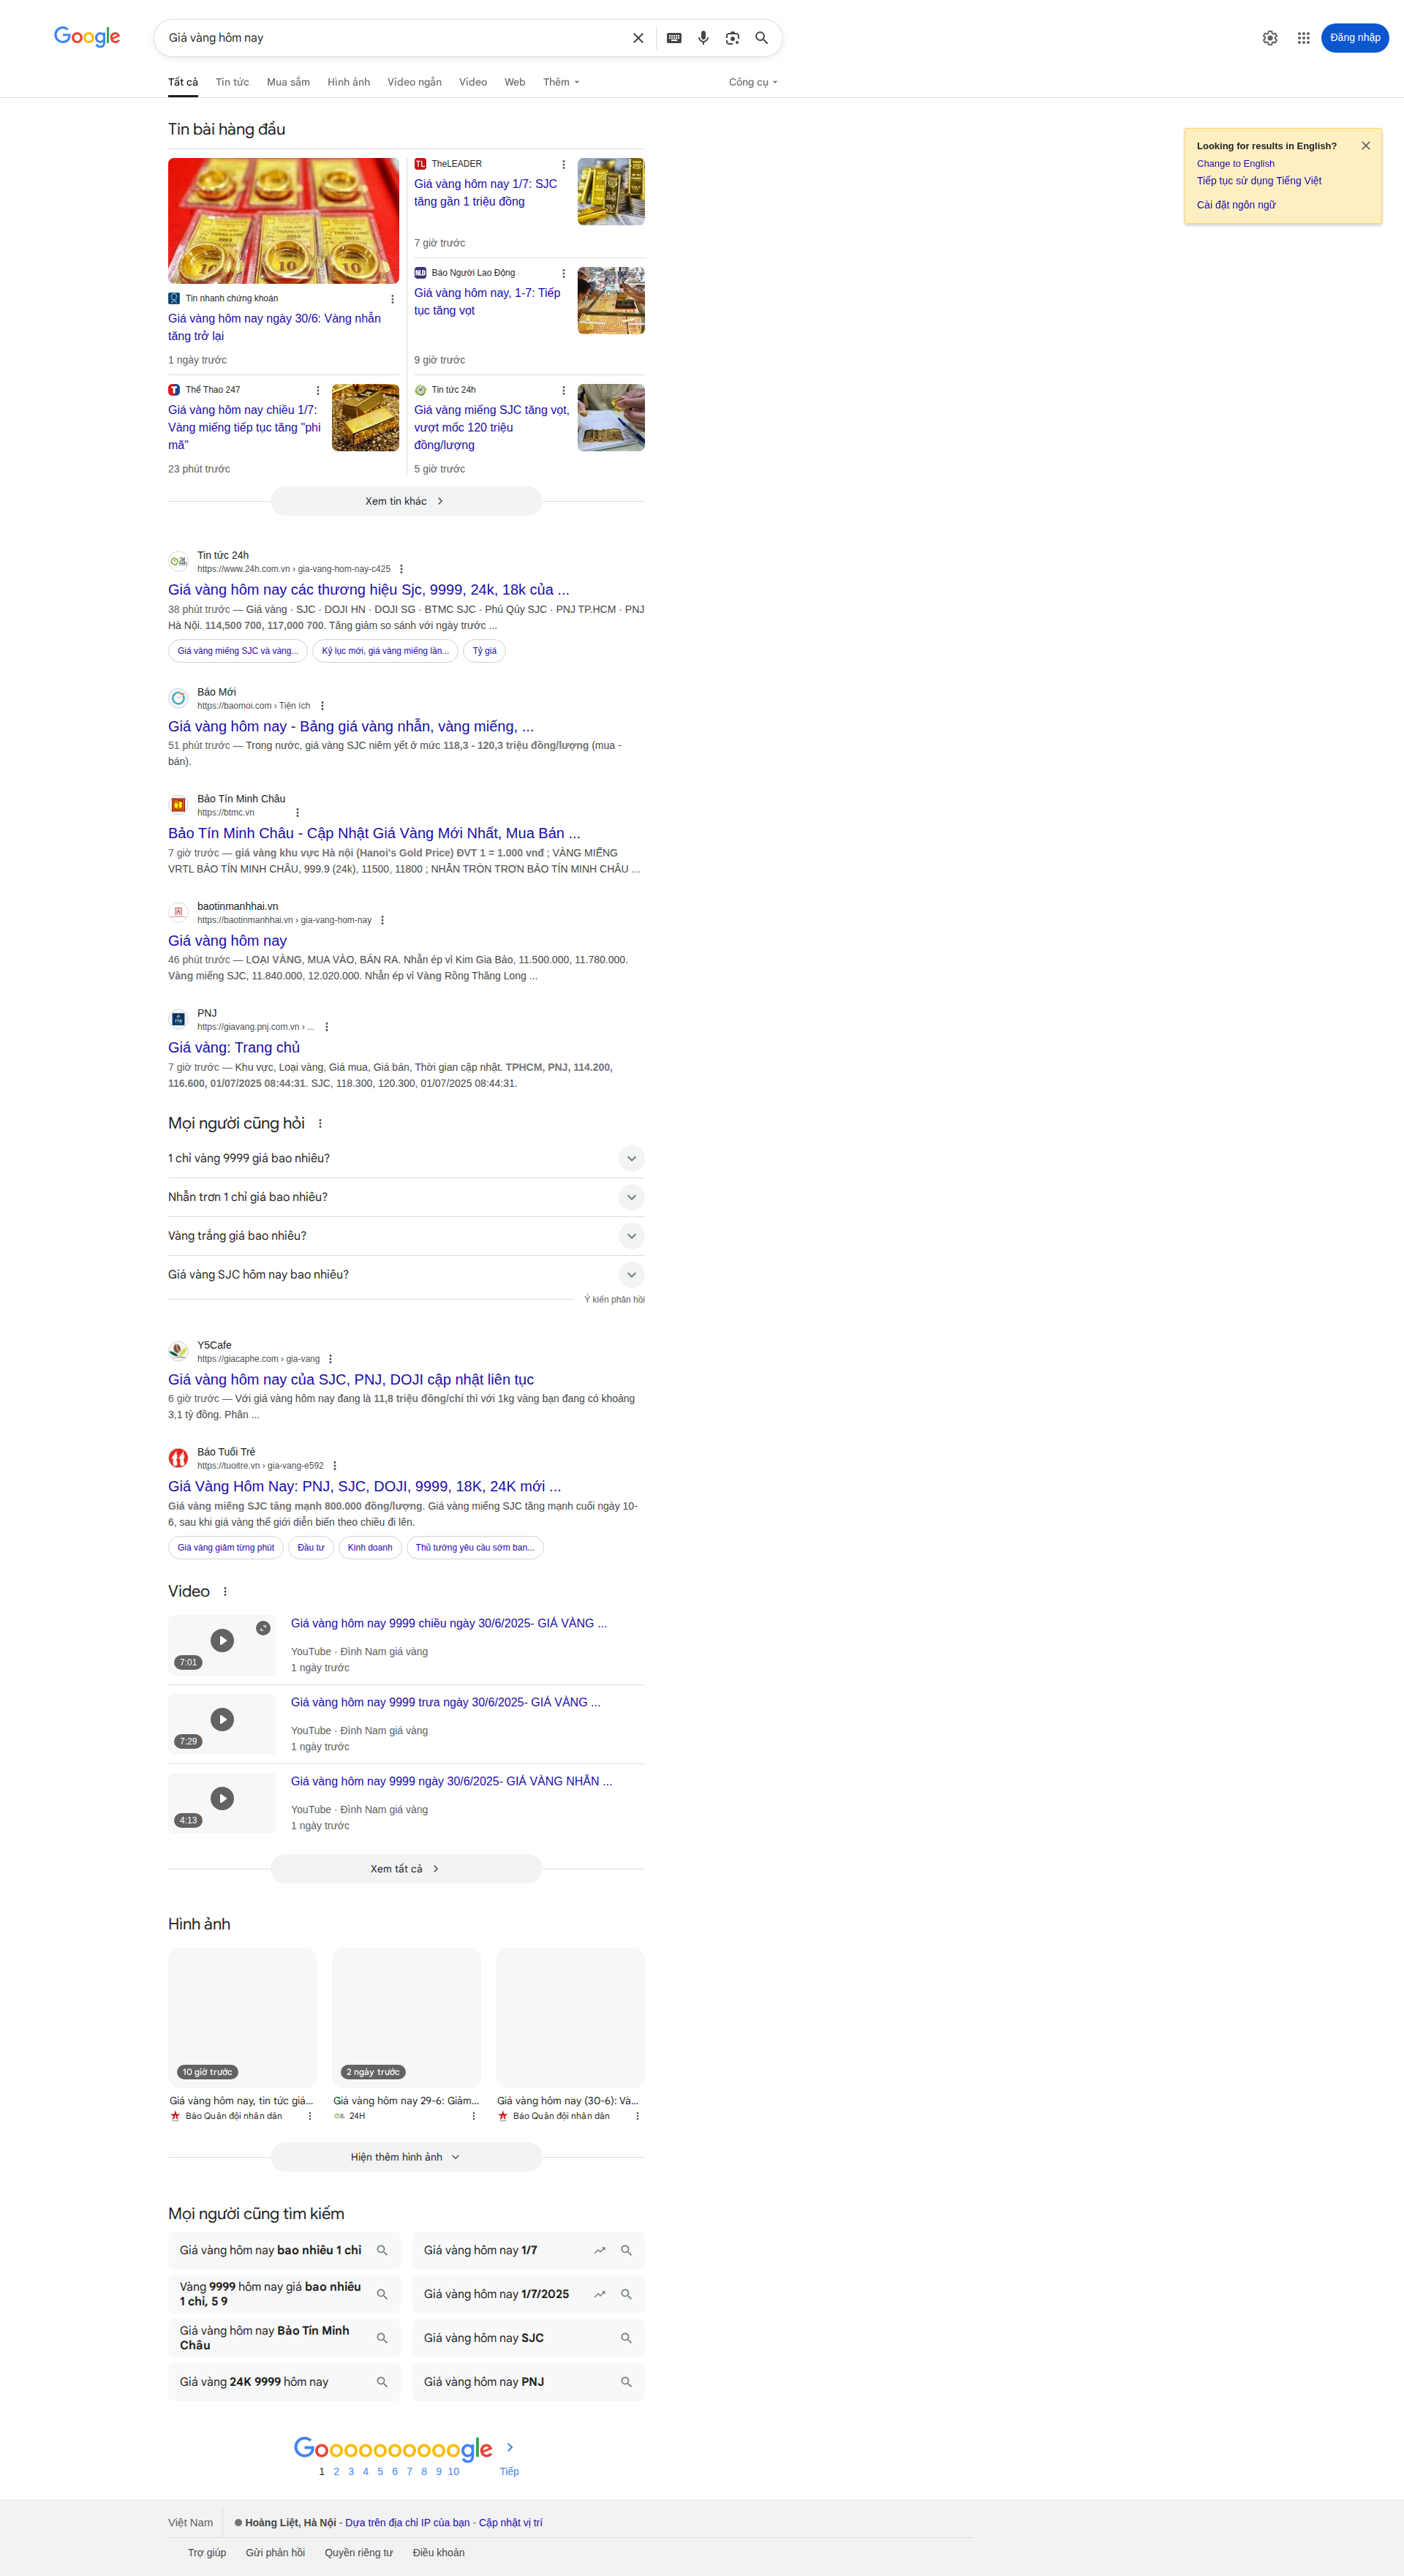 Google
Giá vàng hôm nay
Đăng nhập
Tất cả
Tin tức
Mua sắm
Hình ảnh
Video ngắn
Video
Web
Thêm
Công cụ
Looking for results in English?
Change to English
Tiếp tục sử dụng Tiếng Việt
Cài đặt ngôn ngữ
Tin bài hàng đầu
Tin nhanh chứng khoán
Giá vàng hôm nay ngày 30/6: Vàng nhẫn
tăng trở lại
1 ngày trước
TheLEADER
Giá vàng hôm nay 1/7: SJC
tăng gần 1 triệu đồng
7 giờ trước
Báo Người Lao Động
Giá vàng hôm nay, 1-7: Tiếp
tục tăng vọt
9 giờ trước
Thể Thao 247
Giá vàng hôm nay chiều 1/7:
Vàng miếng tiếp tục tăng "phi
mã"
23 phút trước
Tin tức 24h
Giá vàng miếng SJC tăng vọt,
vượt mốc 120 triệu
đồng/lượng
5 giờ trước
Xem tin khác
Tin tức 24h
https://www.24h.com.vn › gia-vang-hom-nay-c425
Giá vàng hôm nay các thương hiệu Sjc, 9999, 24k, 18k của ...
38 phút trước — Giá vàng · SJC · DOJI HN · DOJI SG · BTMC SJC · Phú Qúy SJC · PNJ TP.HCM · PNJ
Hà Nội. 114,500 700, 117,000 700. Tăng giảm so sánh với ngày trước ...
Giá vàng miếng SJC và vàng...
Kỷ lục mới, giá vàng miếng lần...
Tỷ giá
Báo Mới
https://baomoi.com › Tiện ích
Giá vàng hôm nay - Bảng giá vàng nhẫn, vàng miếng, ...
51 phút trước — Trong nước, giá vàng SJC niêm yết ở mức 118,3 - 120,3 triệu đồng/lượng (mua -
bán).
Bảo Tín Minh Châu
https://btmc.vn
Bảo Tín Minh Châu - Cập Nhật Giá Vàng Mới Nhất, Mua Bán ...
7 giờ trước — giá vàng khu vực Hà nội (Hanoi's Gold Price) ĐVT 1 = 1.000 vnđ ; VÀNG MIẾNG
VRTL BẢO TÍN MINH CHÂU, 999.9 (24k), 11500, 11800 ; NHẪN TRÒN TRƠN BẢO TÍN MINH CHÂU ...
baotinmanhhai.vn
https://baotinmanhhai.vn › gia-vang-hom-nay
Giá vàng hôm nay
46 phút trước — LOẠI VÀNG, MUA VÀO, BÁN RA. Nhẫn ép vỉ Kim Gia Bảo, 11.500.000, 11.780.000.
Vàng miếng SJC, 11.840.000, 12.020.000. Nhẫn ép vỉ Vàng Rồng Thăng Long ...
PNJ
https://giavang.pnj.com.vn › ...
Giá vàng: Trang chủ
7 giờ trước — Khu vực, Loại vàng, Giá mua, Giá bán, Thời gian cập nhật. TPHCM, PNJ, 114.200,
116.600, 01/07/2025 08:44:31. SJC, 118.300, 120.300, 01/07/2025 08:44:31.
Mọi người cũng hỏi
1 chỉ vàng 9999 giá bao nhiêu?
Nhẫn trơn 1 chỉ giá bao nhiêu?
Vàng trắng giá bao nhiêu?
Giá vàng SJC hôm nay bao nhiêu?
Ý kiến phản hồi
Y5Cafe
https://giacaphe.com › gia-vang
Giá vàng hôm nay của SJC, PNJ, DOJI cập nhật liên tục
6 giờ trước — Với giá vàng hôm nay đang là 11,8 triệu đồng/chỉ thì với 1kg vàng bạn đang có khoảng
3,1 tỷ đồng. Phân ...
Báo Tuổi Trẻ
https://tuoitre.vn › gia-vang-e592
Giá Vàng Hôm Nay: PNJ, SJC, DOJI, 9999, 18K, 24K mới ...
Giá vàng miếng SJC tăng mạnh 800.000 đồng/lượng. Giá vàng miếng SJC tăng mạnh cuối ngày 10-
6, sau khi giá vàng thế giới diễn biến theo chiều đi lên.
Giá vàng giảm từng phút
Đầu tư
Kinh doanh
Thủ tướng yêu cầu sớm ban...
Video
Giá vàng hôm nay 9999 chiều ngày 30/6/2025- GIÁ VÀNG ...
7:01
YouTube · Đình Nam giá vàng
1 ngày trước
Giá vàng hôm nay 9999 trưa ngày 30/6/2025- GIÁ VÀNG ...
7:29
YouTube · Đình Nam giá vàng
1 ngày trước
Giá vàng hôm nay 9999 ngày 30/6/2025- GIÁ VÀNG NHẪN ...
4:13
YouTube · Đình Nam giá vàng
1 ngày trước
Xem tất cả
Hình ảnh
10 giờ trước
2 ngày trước
Giá vàng hôm nay, tin tức giá...
Báo Quân đội nhân dân
Giá vàng hôm nay 29-6: Giảm...
24H
Giá vàng hôm nay (30-6): Và...
Báo Quân đội nhân dân
Hiện thêm hình ảnh
Mọi người cũng tìm kiếm
Giá vàng hôm nay bao nhiêu 1 chỉ
Giá vàng hôm nay 1/7
Vàng 9999 hôm nay giá bao nhiêu
1 chỉ, 5 9
Giá vàng hôm nay 1/7/2025
Giá vàng hôm nay Bảo Tín Minh
Châu
Giá vàng hôm nay SJC
Giá vàng 24K 9999 hôm nay
Giá vàng hôm nay PNJ
Goooooooooogle
1 2 3 4 5 6 7 8 9 10 Tiếp
Việt Nam
Hoàng Liệt, Hà Nội - Dựa trên địa chỉ IP của bạn - Cập nhật vị trí
Trợ giúp
Gửi phản hồi
Quyền riêng tư
Điều khoản